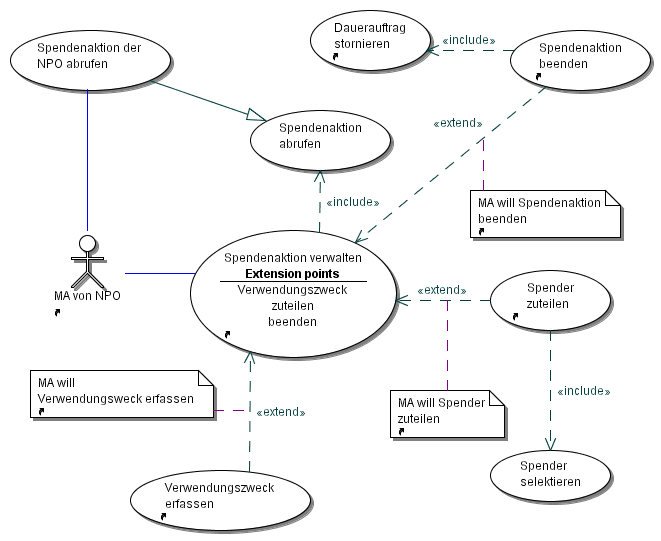 Spendenaktion der
NPO abrufen
Dauerauftrag
stornieren
«include»
Spendenaktion
beenden
Spendenaktion
abrufen
«extend»
«include»
MA will Spendenaktion
beenden
MA von NPO
Spendenaktion verwalten
Extension points
Verwendungszweck
zuteilen
beenden
«extend»
Spender
zuteilen
MA will
Verwendungsweck erfassen
«extend»
MA will Spender
zuteilen
«include»
Verwendungszweck
erfassen
Spender
selektieren